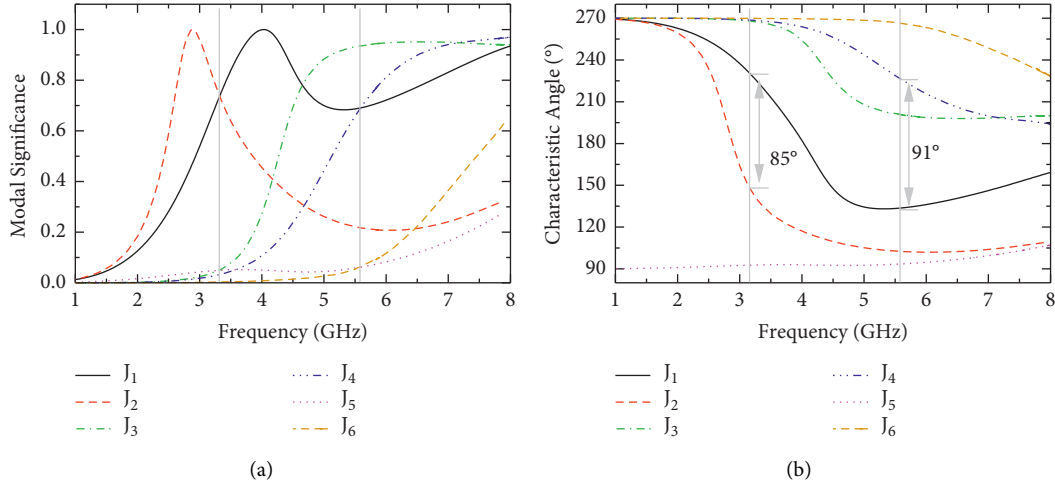 1.0
0.8
0.6
0.4
0.2
0.0
Modal Significance
1 2 3 4 5 6 7 8
Frequency (GHz)
J1 J4
J2 J5
J3 J6
(a)
270
240
210
180
150
120
90
Characteristic Angle (°)
85°
91°
1 2 3 4 5 6 7 8
Frequency (GHz)
J1 J4
J2 J5
J3 J6
(b)